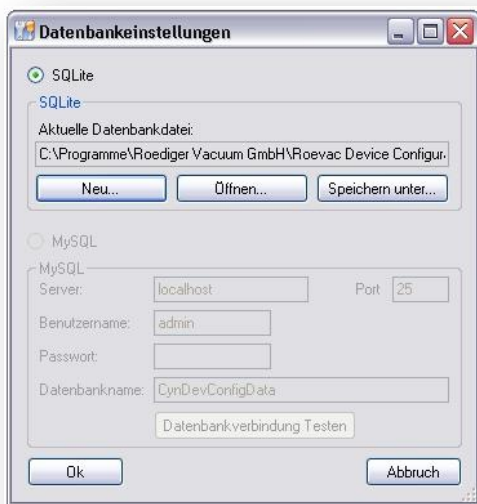 Datenbankeinstellungen
SQLite
SQLite
Aktuelle Datenbankdatei:
C:\Programme\Roediger Vacuum GmbH\Roevac Device Configur
Neu...
Öffnen...
Speichern unter...
MySQL
MySQL
Server: localhost Port 25
Benutzername: admin
Passwort:
Datenbankname: CynDevConfigData
Datenbankverbindung Testen
Ok
Abbruch